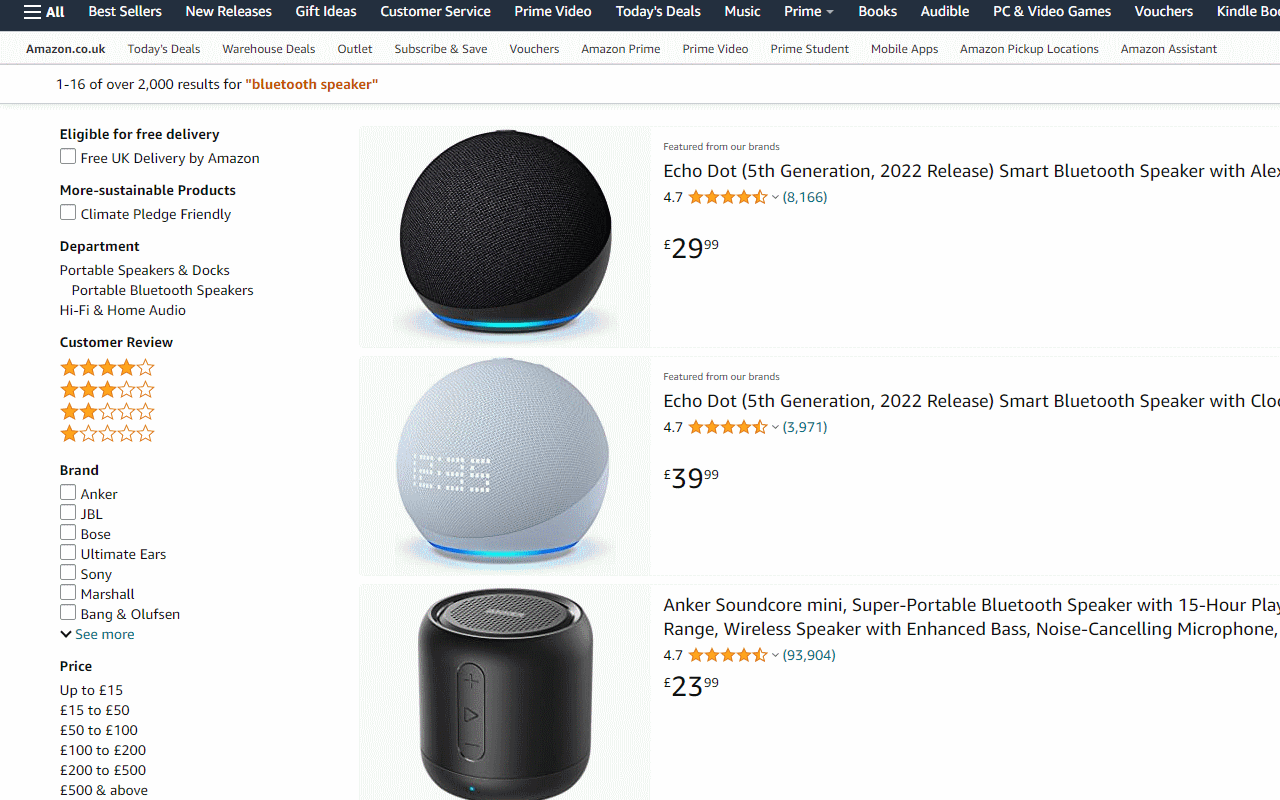 All Best Sellers New Releases Gift Ideas Customer Service Prime Video Today's Deals Music Prime Books Audible PC & Video Games Vouchers Kindle Boo
Amazon.co.uk Today's Deals Warehouse Deals Outlet Subscribe & Save Vouchers Amazon Prime Prime Video Prime Student Mobile Apps Amazon Pickup Locations Amazon Assistant
1-16 of over 2,000 results for "bluetooth speaker"
Eligible for free delivery
Free UK Delivery by Amazon
More-sustainable Products
Climate Pledge Friendly
Department
Portable Speakers & Docks
Portable Bluetooth Speakers
Hi-Fi & Home Audio
Customer Review
Brand
Anker
JBL
Bose
Ultimate Ears
Sony
Marshall
Bang & Olufsen
See more
Price
Up to £15
£15 to £50
£50 to £100
£100 to £200
£200 to £500
£500 & above
Featured from our brands
Echo Dot (5th Generation, 2022 Release) Smart Bluetooth Speaker with Alex
4.7 (8,166)
£2999
Featured from our brands
Echo Dot (5th Generation, 2022 Release) Smart Bluetooth Speaker with Cloc
4.7 (3,971)
£3999
Anker Soundcore mini, Super-Portable Bluetooth Speaker with 15-Hour Play
Range, Wireless Speaker with Enhanced Bass, Noise-Cancelling Microphone,
4.7 (93,904)
£2399